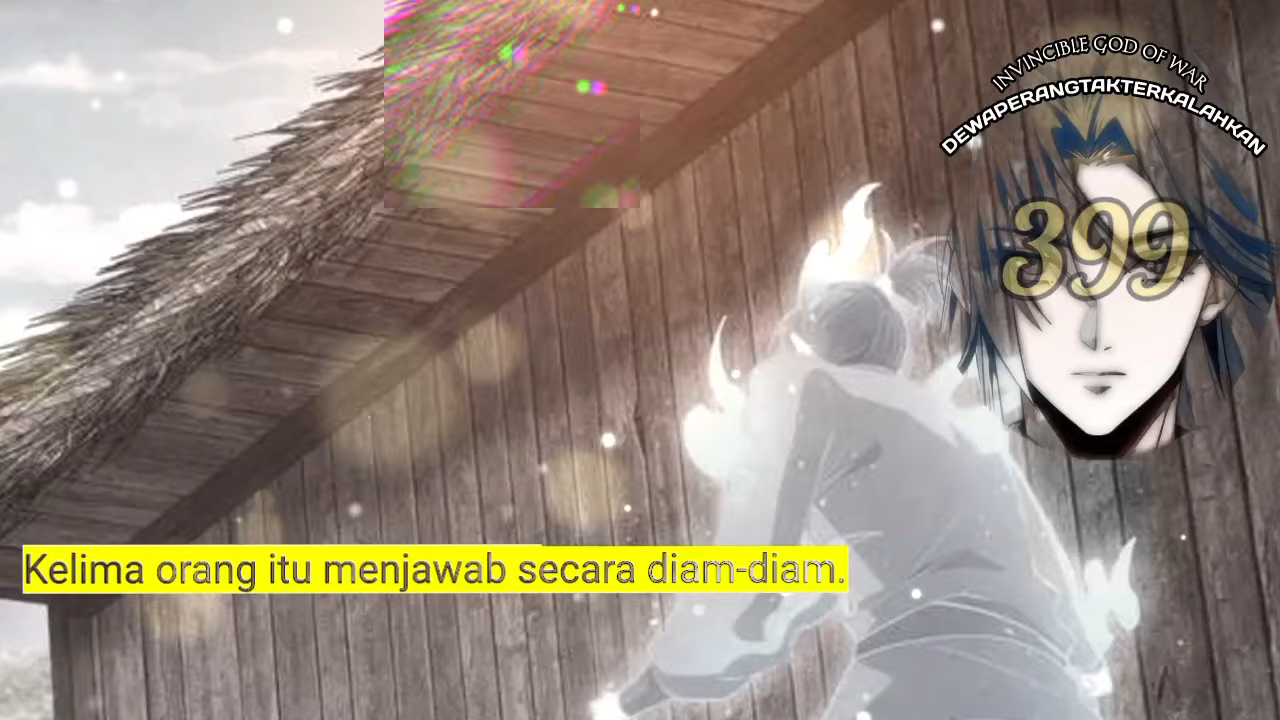 INVINCIBLE GOD OF WAR
DEWAPERANGTAKTERKALAHKAN
399
Kelima orang itu menjawab secara diam-diam.